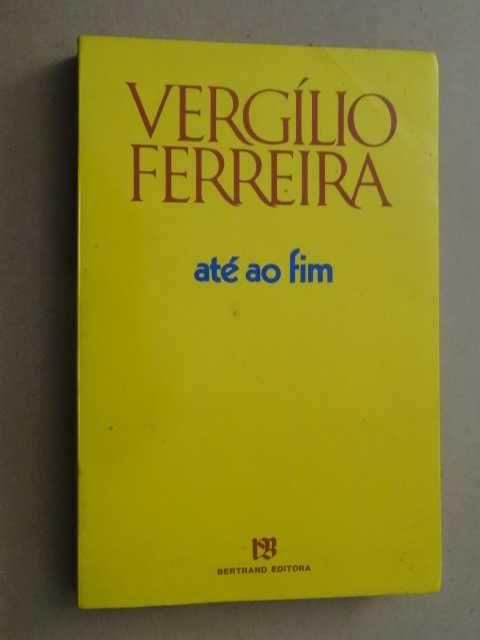 VERGÍLIO
FERREIRA
até ao fim
BERTRAND EDITORA